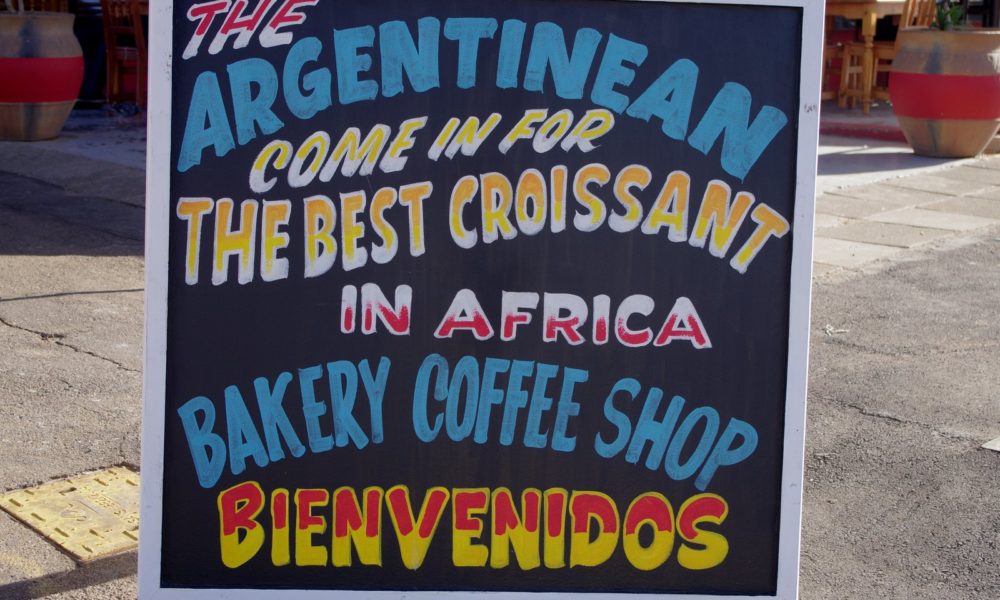 THE
ARGENTINEAN
COME IN FOR
THE BEST CROISSANT
IN AFRICA
BAKERY COFFEE SHOP
BIENVENIDOS